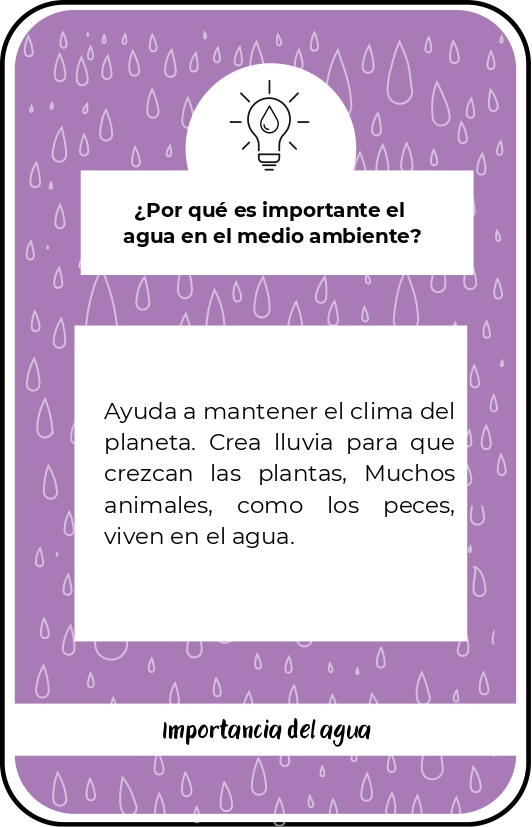 ¿Por qué es importante el
agua en el medio ambiente?
Ayuda a mantener el clima del
planeta. Crea lluvia para que
crezcan las plantas, Muchos
animales, como los peces,
viven en el agua.
Importancia del agua